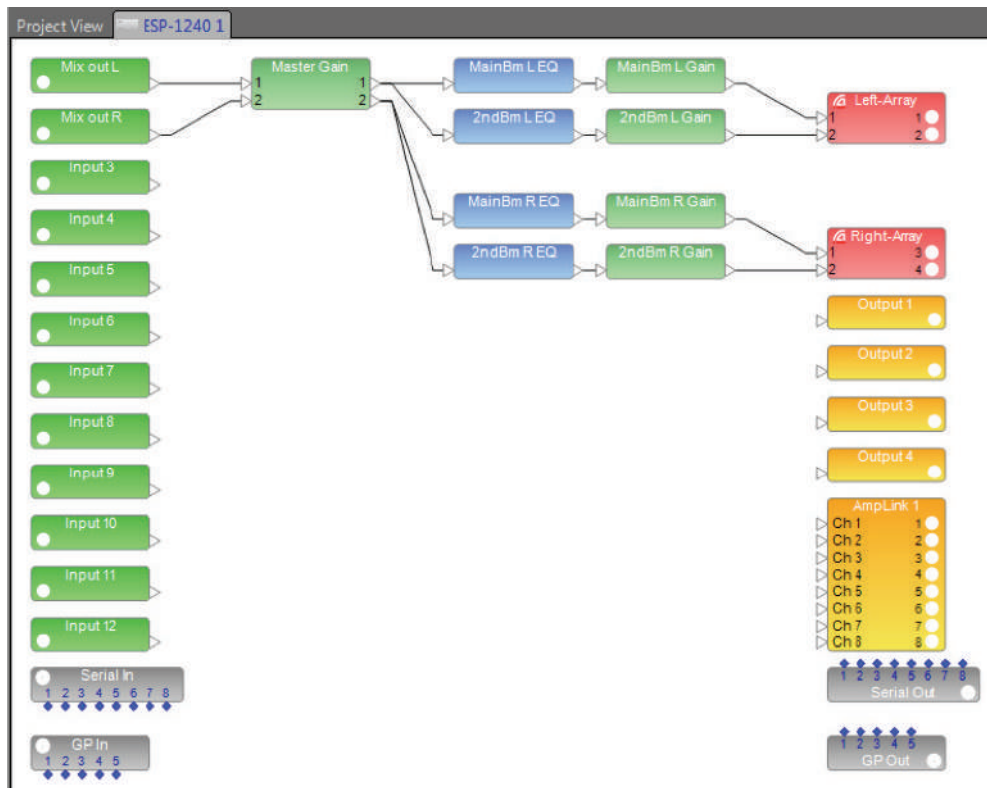 Project View ESP-1240 1
Mix out L
Mix out R
Input 3
Input 4
Input 5
Input 6
Input 7
Input 8
Input 9
Input 10
Input 11
Input 12
Serial In
1 2 3 4 5 6 7 8
GP In
1 2 3 4 5
Master Gain
1 1
2 2
MainBm L EQ
2ndBm L EQ
MainBm R EQ
2ndBm R EQ
MainBm L Gain
2ndBm L Gain
MainBm R Gain
2ndBm R Gain
Left-Array
1 1
2 2
Right-Array
1 3
2 4
Output 1
Output 2
Output 3
Output 4
AmpLink 1
Ch 1 1
Ch 2 2
Ch 3 3
Ch 4 4
Ch 5 5
Ch 6 6
Ch 7 7
Ch 8 8
1 2 3 4 5 6 7 8
Serial Out
1 2 3 4 5
GP Out